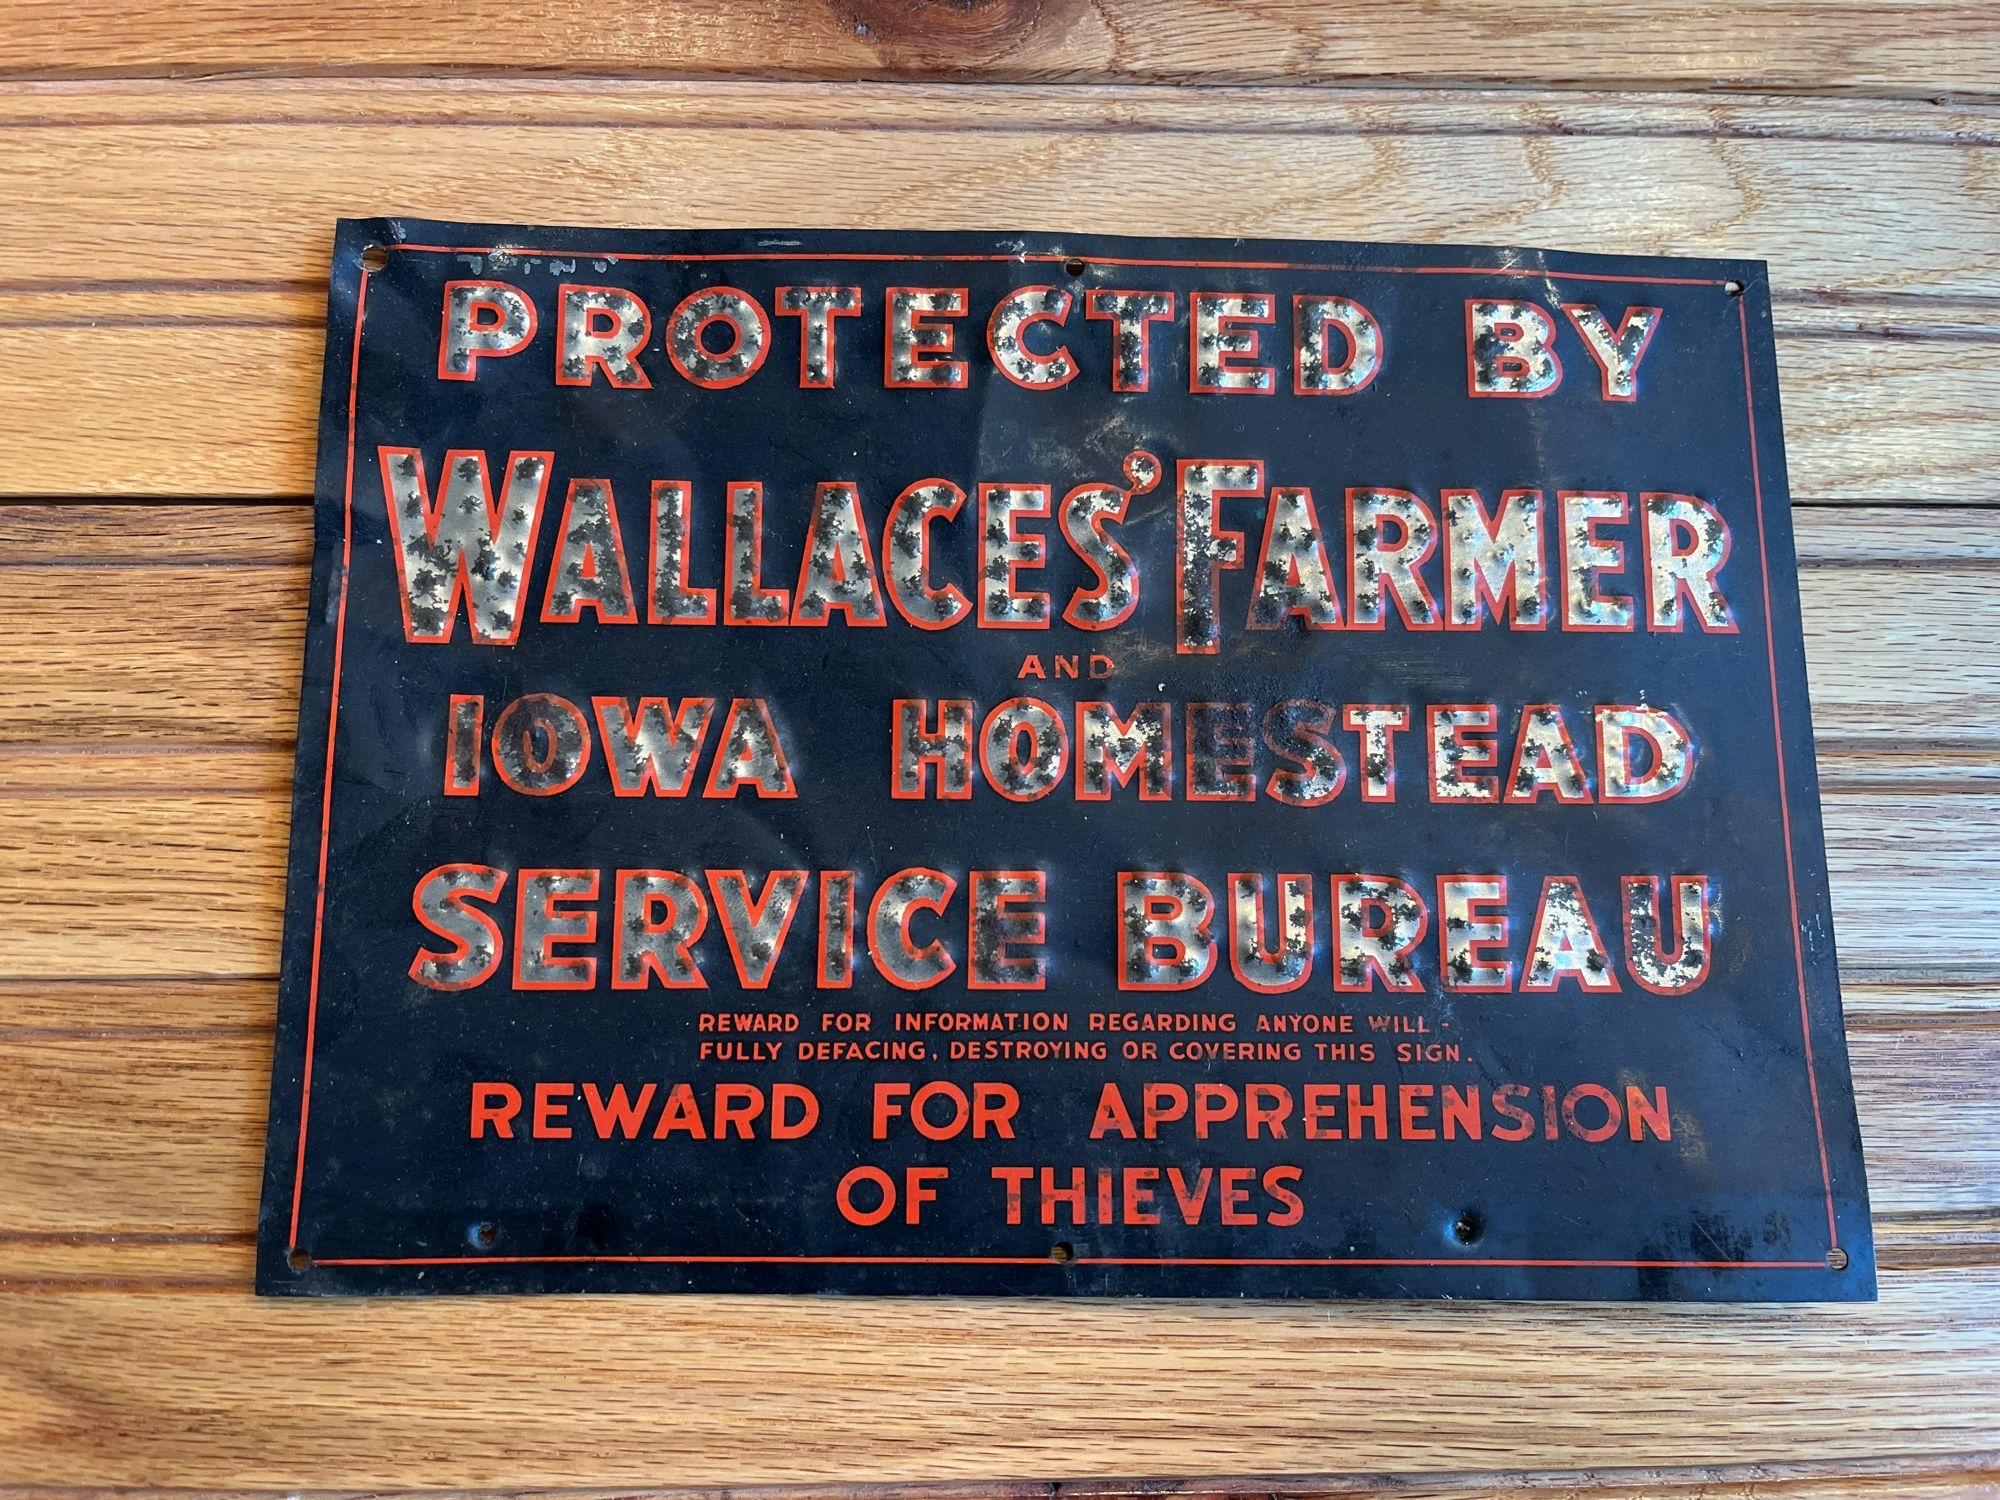 PROTECTED BY
WALLACES' FARMER
AND
IOWA HOMESTEAD
SERVICE BUREAU
REWARD FOR INFORMATION REGARDING ANYONE WILL-
FULLY DEFACING, DESTROYING OR COVERING THIS SIGN.
REWARD FOR APPREHENSION
OF THIEVES